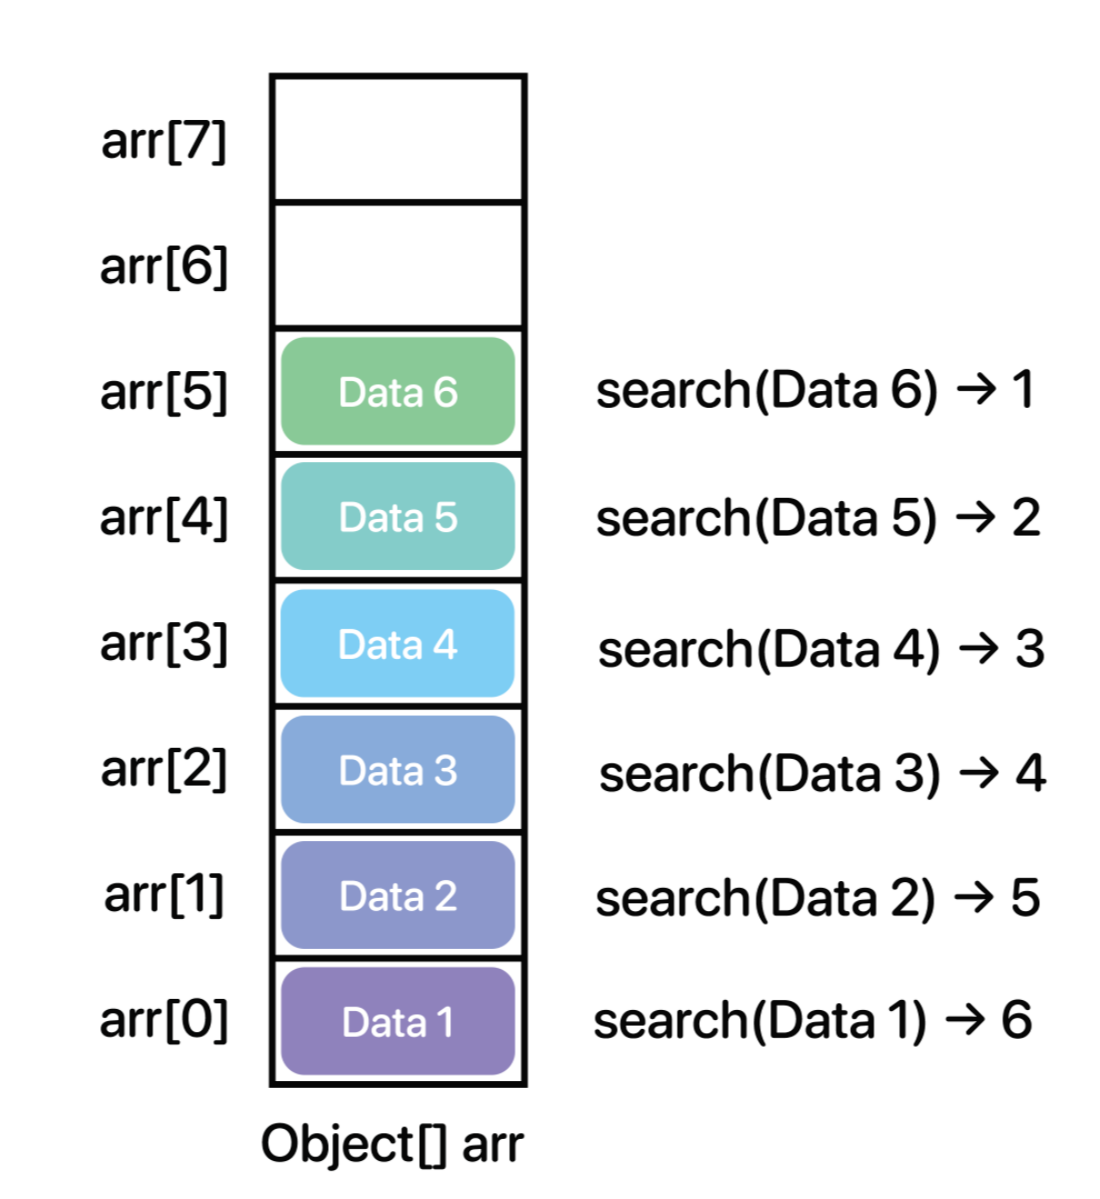 arr[7]
arr[6]
arr[5] Data 6 search(Data 6) → 1
arr[4] Data 5 search(Data 5) → 2
arr[3] Data 4 search(Data 4) → 3
arr[2] Data 3 search(Data 3) → 4
arr[1] Data 2 search(Data 2) → 5
arr[0] Data 1 search(Data 1) → 6
Object[] arr